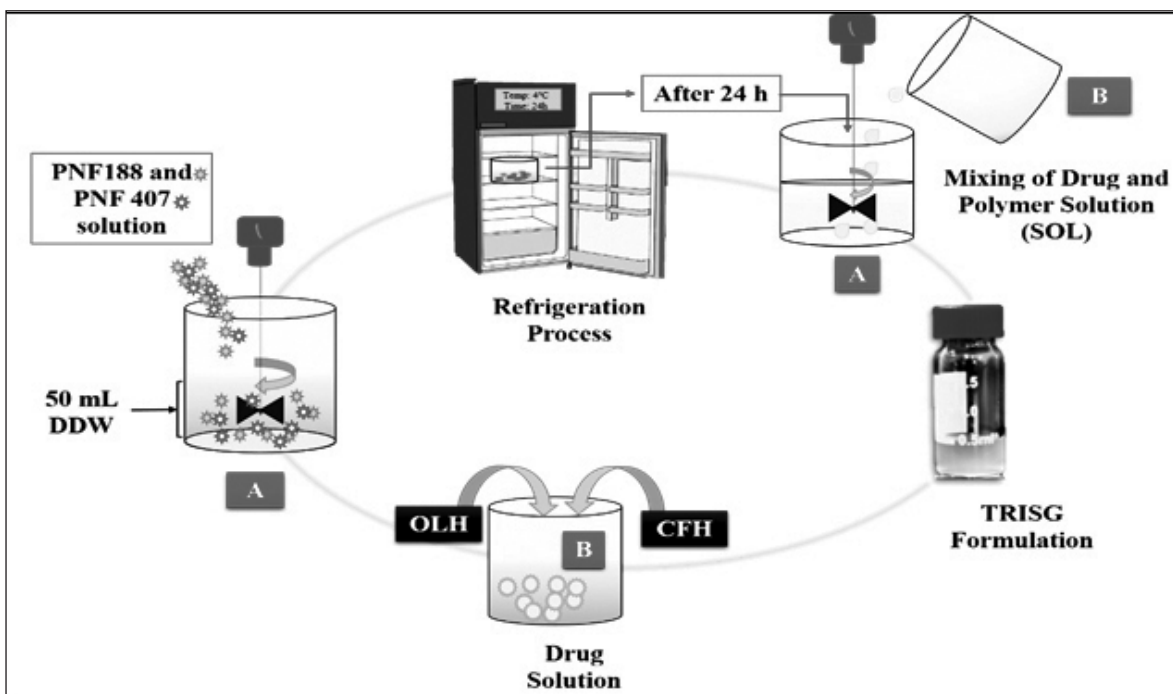 PNF188 and
PNF 407
solution
50 mL
DDW
A
Temp: 4°C
Time: 24h
Refrigeration
Process
After 24 h
B
Mixing of Drug and
Polymer Solution
(SOL)
A
TRISG
Formulation
OLH
CFH
B
Drug
Solution